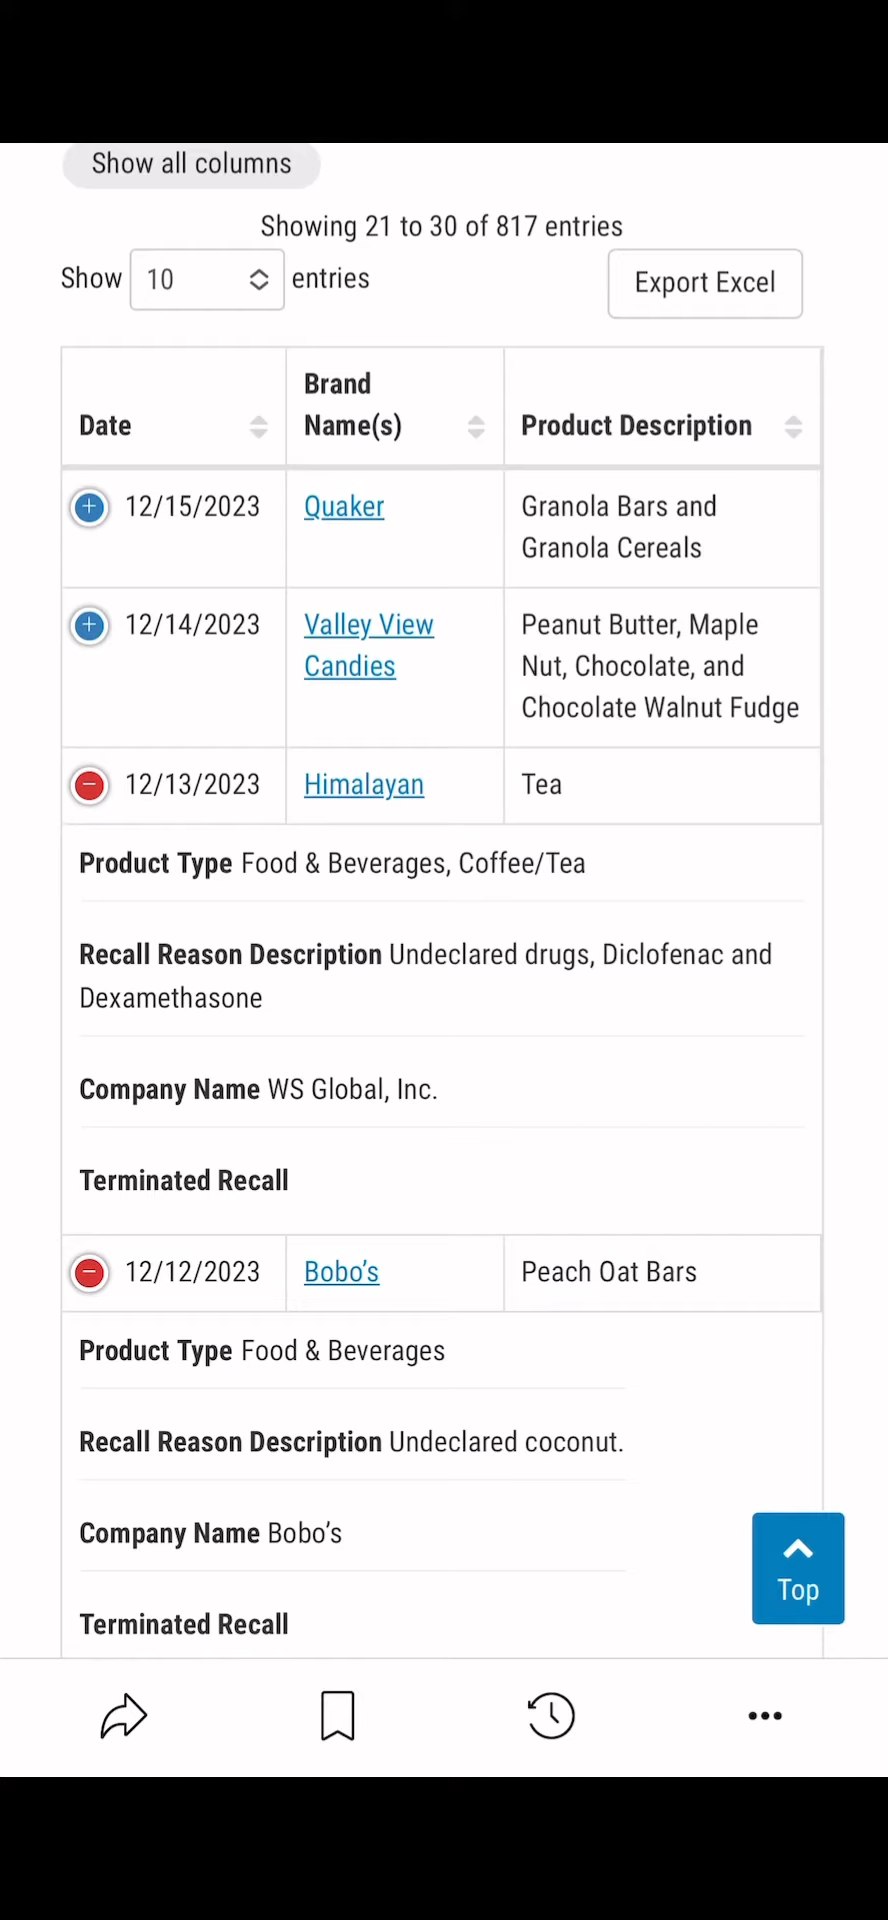 Show all columns
Showing 21 to 30 of 817 entries
Show 10 entries
Export Excel
Date
Brand
Name(s)
Product Description
12/15/2023
Quaker
Granola Bars and
Granola Cereals
12/14/2023
Valley View
Candies
Peanut Butter, Maple
Nut, Chocolate, and
Chocolate Walnut Fudge
12/13/2023
Himalayan
Tea
Product Type Food & Beverages, Coffee/Tea
Recall Reason Description Undeclared drugs, Diclofenac and
Dexamethasone
Company Name WS Global, Inc.
Terminated Recall
12/12/2023
Bobo’s
Peach Oat Bars
Product Type Food & Beverages
Recall Reason Description Undeclared coconut.
Company Name Bobo’s
Top
Terminated Recall